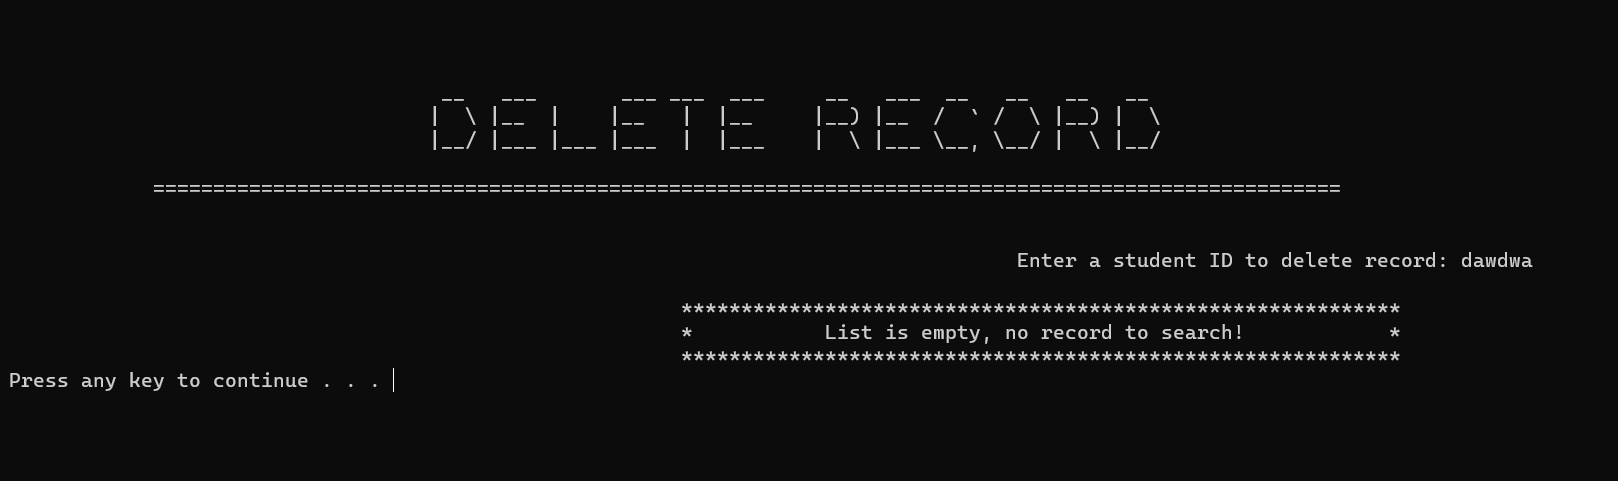 DELETE RECORD
===================================================================================================
Enter a student ID to delete record: dawdwa
************************************************************
* List is empty, no record to search! *
************************************************************
Press any key to continue . . .